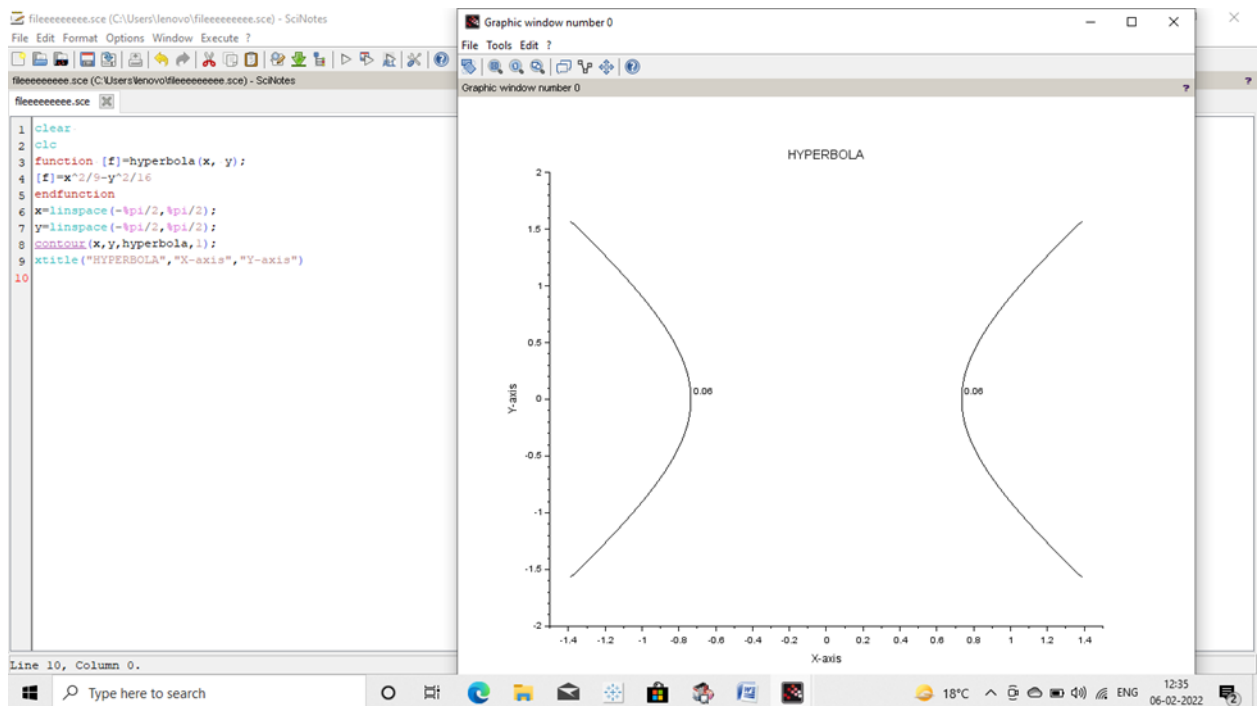 fileeeeeeeee.sce (C:\Users\lenovo\fileeeeeeeee.sce) - SciNotes
File Edit Format Options Window Execute ?
fileeeeeeeee.sce (C:\Users\lenovo\fileeeeeeeee.sce) - SciNotes
fileeeeeeeee.sce
1 clear
2 clc
3 function [f]=hyperbola(x, y);
4 [f]=x^2/9-y^2/16
5 endfunction
6 x=linspace(-%pi/2,%pi/2);
7 y=linspace(-%pi/2,%pi/2);
8 contour(x,y,hyperbola,1);
9 xtitle("HYPERBOLA","X-axis","Y-axis")
10
Line 10, Column 0.
Graphic window number 0
File Tools Edit ?
Graphic window number 0
?
?
HYPERBOLA
2
1.5
1
0.5
0
-0.5
-1
-1.5
-2
Y-axis
0.06
0.06
-1.4 -1.2 -1 -0.8 -0.6 -0.4 -0.2 0 0.2 0.4 0.6 0.8 1 1.2 1.4
X-axis
Type here to search
18°C
ENG
12:35
06-02-2022
2